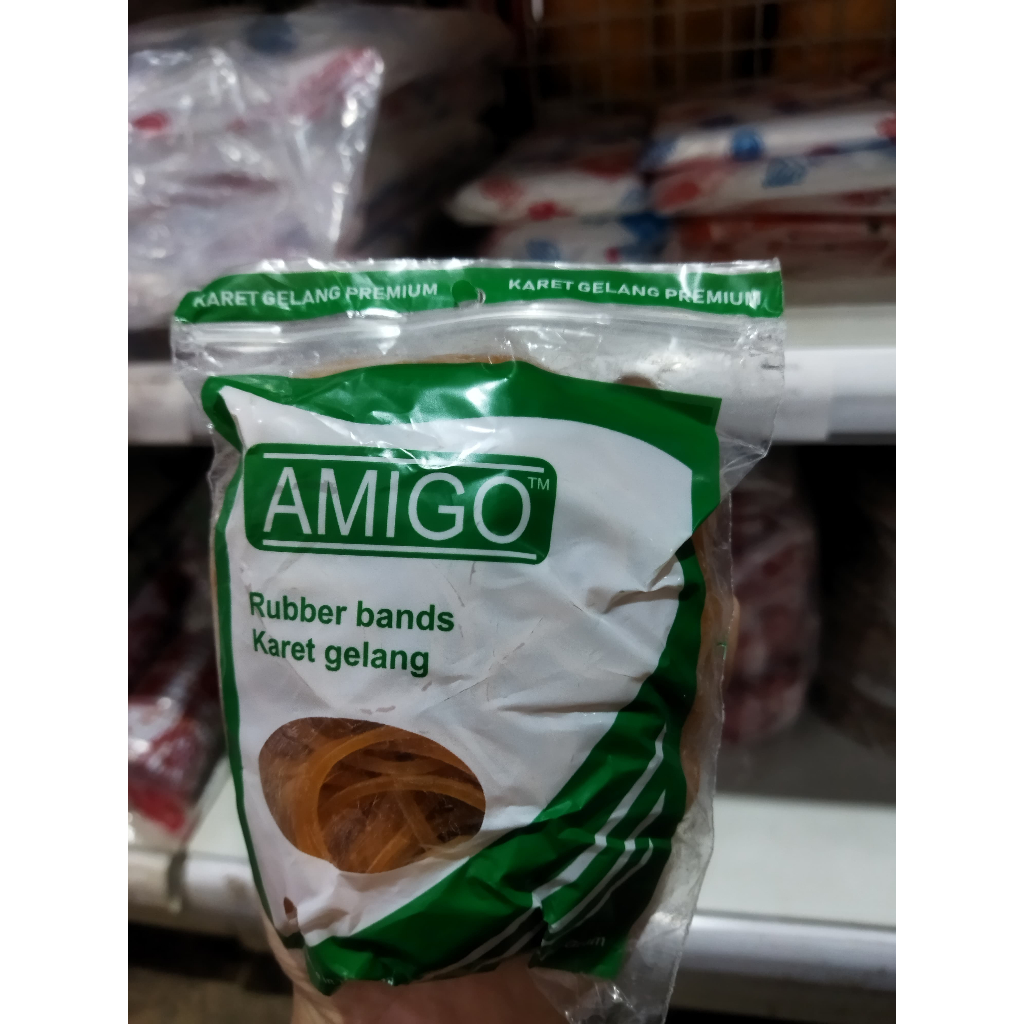 KARET GELANG PREMIUM KARET GELANG PREMIUM
AMIGO™
Rubber bands
Karet gelang